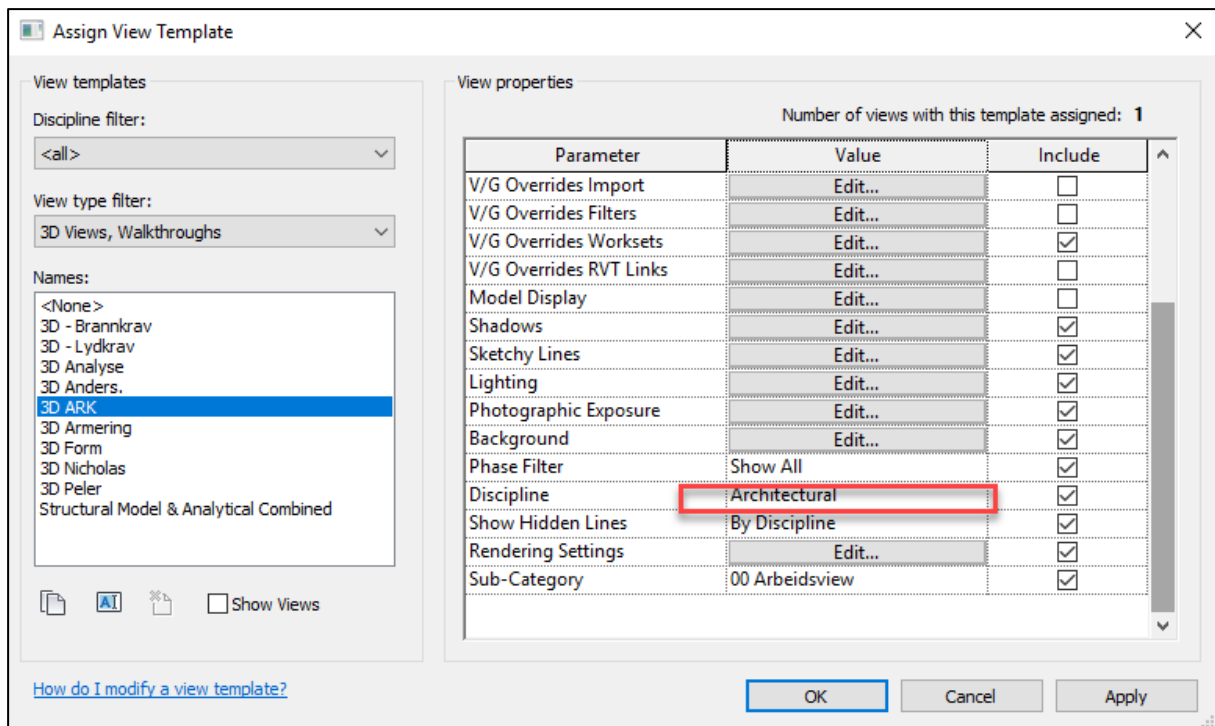 Assign View Template
View templates
Discipline filter:
<all>
View type filter:
3D Views, Walkthroughs
Names:
<None>
3D - Brannkrav
3D - Lydkrav
3D Analyse
3D Anders.
3D ARK
3D Armering
3D Form
3D Nicholas
3D Peler
Structural Model & Analytical Combined
AI
Show Views
How do I modify a view template?
View properties
Number of views with this template assigned: 1
Parameter Value Include
V/G Overrides Import Edit...
V/G Overrides Filters Edit...
V/G Overrides Worksets Edit...
V/G Overrides RVT Links Edit...
Model Display Edit...
Shadows Edit...
Sketchy Lines Edit...
Lighting Edit...
Photographic Exposure Edit...
Background Edit...
Phase Filter Show All
Discipline Architectural
Show Hidden Lines By Discipline
Rendering Settings Edit...
Sub-Category 00 Arbeidsview
OK Cancel Apply